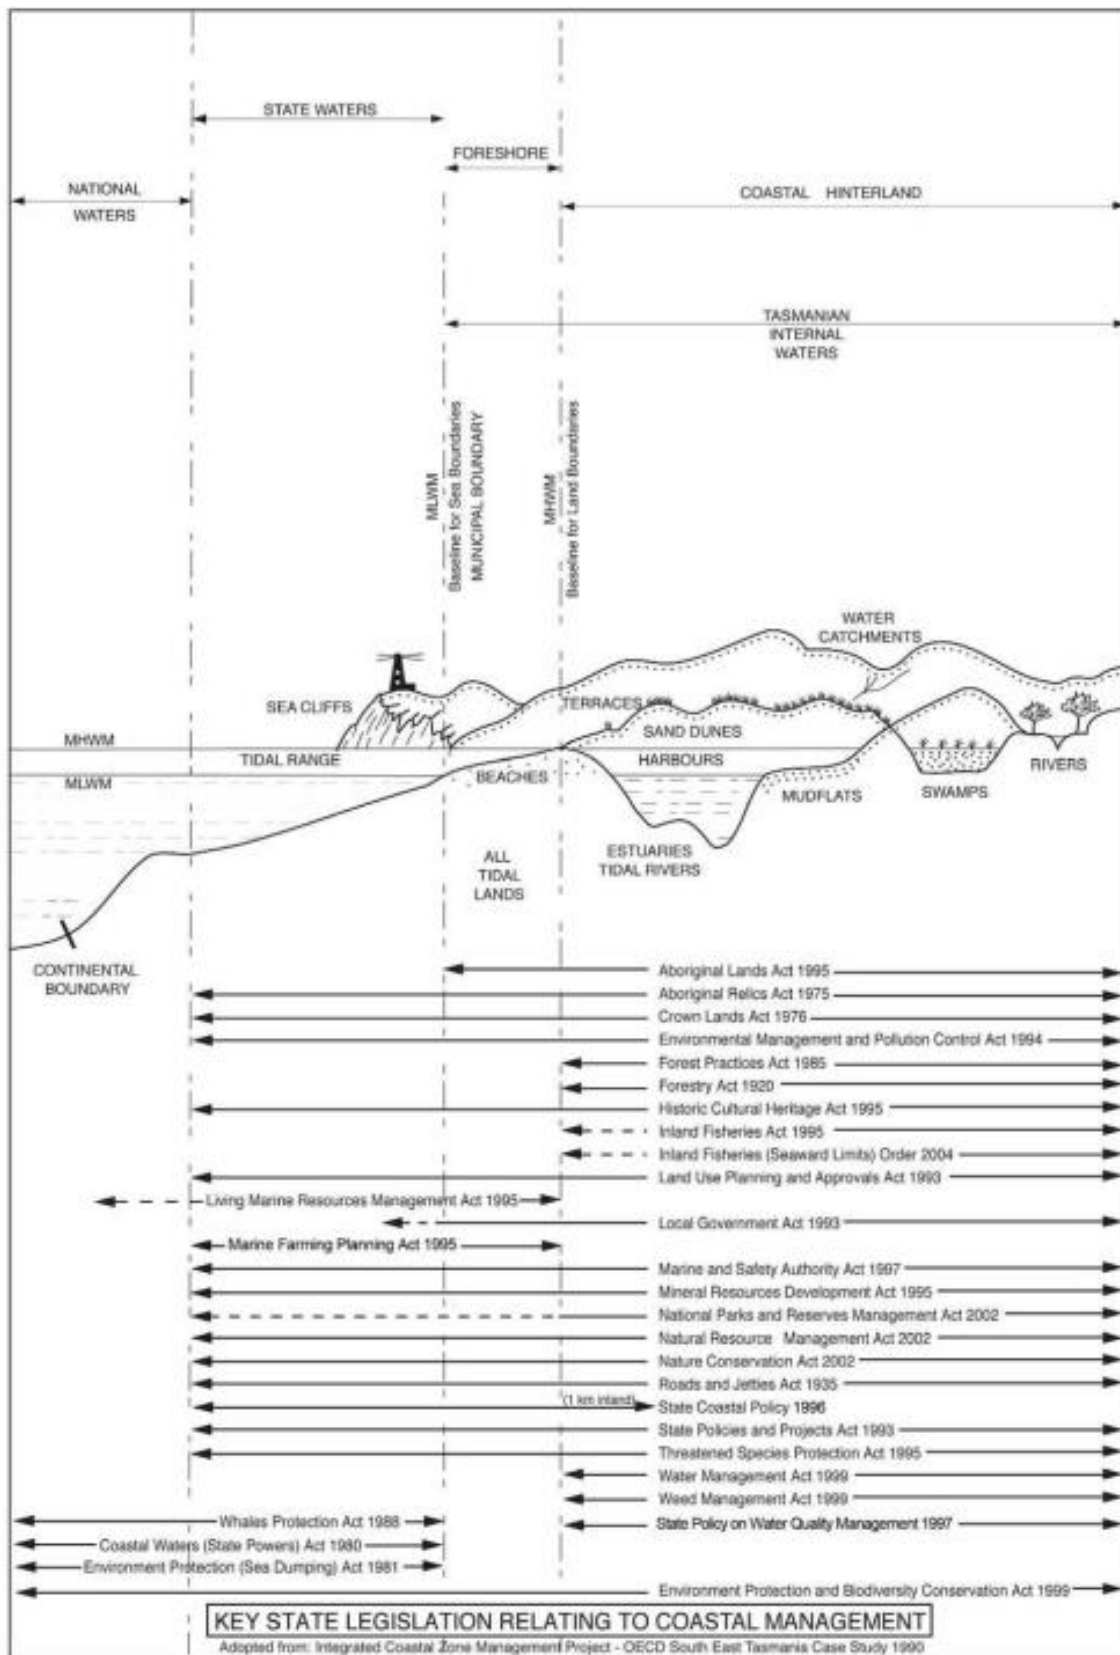 STATE WATERS
FORESHORE
NATIONAL
WATERS
COASTAL HINTERLAND
TASMANIAN
INTERNAL
WATERS
MLWM
Baseline for Sea Boundaries
MUNICIPAL BOUNDARY
MHWM
Baseline for Land Boundaries
WATER
CATCHMENTS
SEA CLIFFS
TERRACES
SAND DUNES
MHWM
TIDAL RANGE
HARBOURS
RIVERS
MLWM
BEACHES
MUDFLATS
SWAMPS
ALL
TIDAL
LANDS
ESTUARIES
TIDAL RIVERS
CONTINENTAL
BOUNDARY
Aboriginal Lands Act 1995
Aboriginal Relics Act 1975
Crown Lands Act 1976
Environmental Management and Pollution Control Act 1994
Forest Practices Act 1985
Forestry Act 1920
Historic Cultural Heritage Act 1995
Inland Fisheries Act 1995
Inland Fisheries (Seaward Limits) Order 2004
Land Use Planning and Approvals Act 1993
Living Marine Resources Management Act 1995
Local Government Act 1993
Marine Farming Planning Act 1995
Marine and Safety Authority Act 1997
Mineral Resources Development Act 1995
National Parks and Reserves Management Act 2002
Natural Resource Management Act 2002
Nature Conservation Act 2002
Roads and Jetties Act 1935
(1 km inland)
State Coastal Policy 1996
State Policies and Projects Act 1993
Threatened Species Protection Act 1995
Water Management Act 1999
Weed Management Act 1999
Whales Protection Act 1988
State Policy on Water Quality Management 1997
Coastal Waters (State Powers) Act 1980
Environment Protection (Sea Dumping) Act 1981
Environment Protection and Biodiversity Conservation Act 1999
KEY STATE LEGISLATION RELATING TO COASTAL MANAGEMENT
Adopted from: Integrated Coastal Zone Management Project - OECD South East Tasmania Case Study 1990